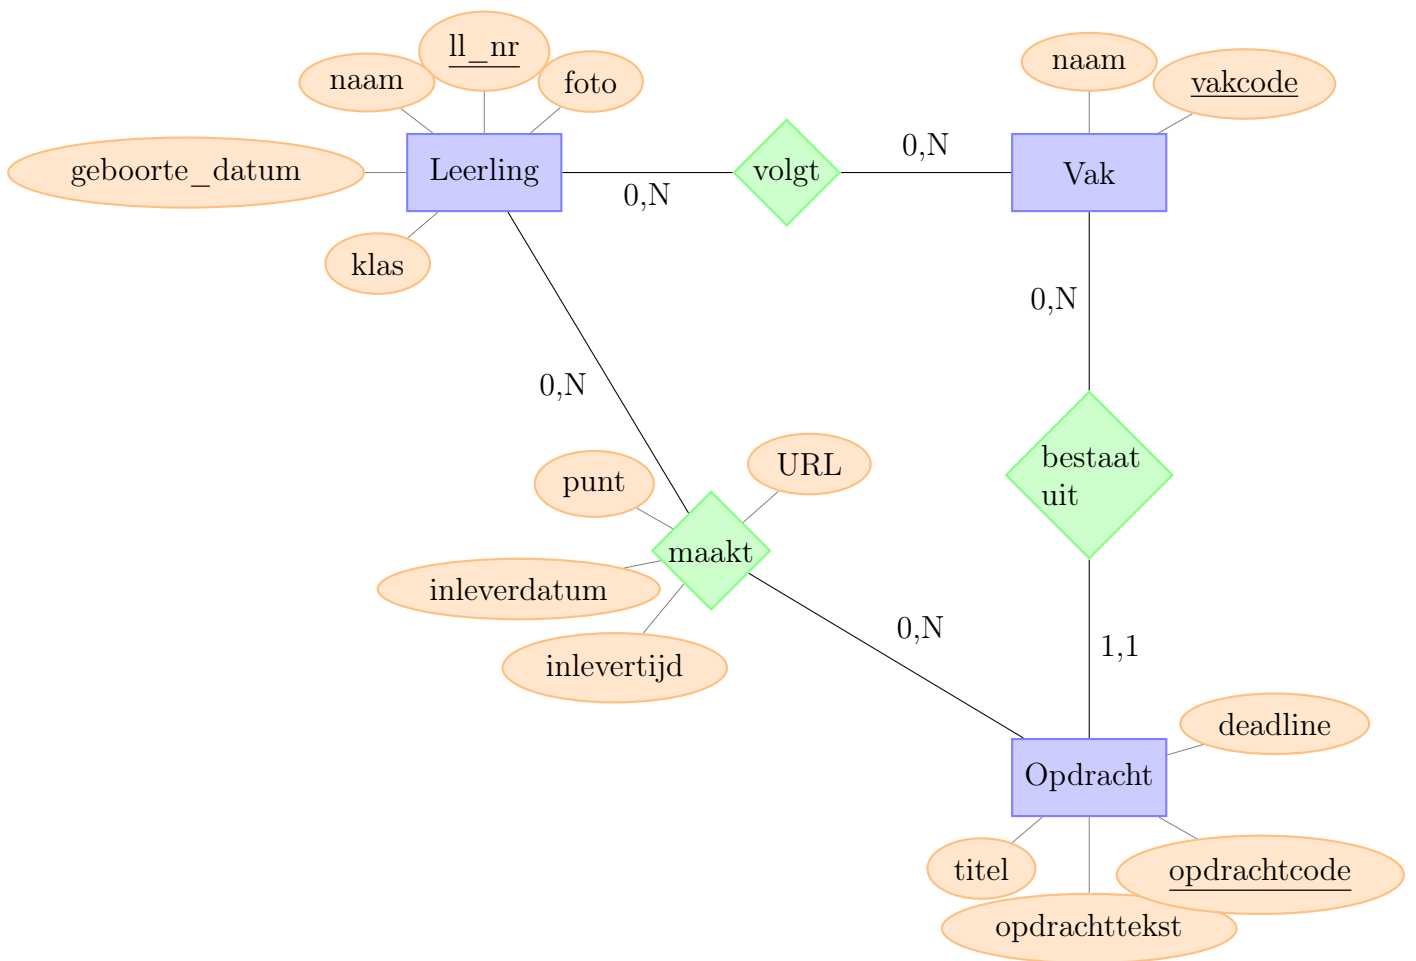 ll_nr
naam
foto
naam
vakcode
geboorte_datum
Leerling
volgt
Vak
0,N
0,N
klas
0,N
0,N
punt
URL
bestaat
uit
maakt
inleverdatum
inlevertijd
0,N
1,1
deadline
Opdracht
titel
opdrachtcode
opdrachttekst